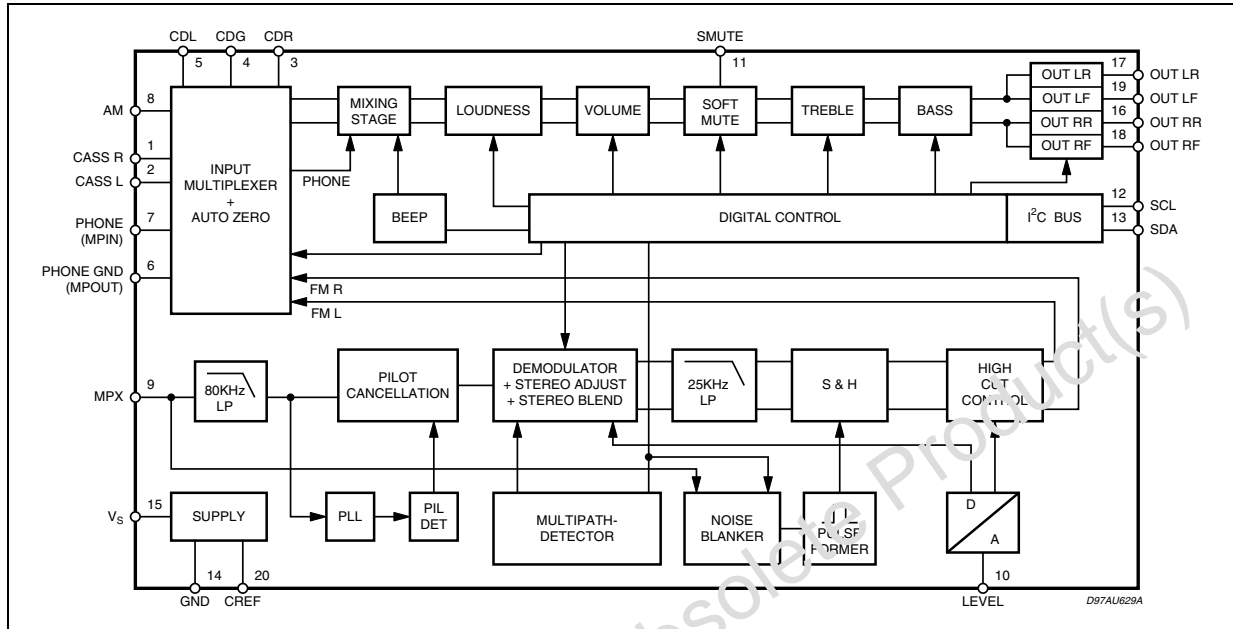 CDL CDG CDR SMUTE
5 4 3 11 17
AM 8
MIXING
STAGE
LOUDNESS
VOLUME
SOFT
MUTE
TREBLE
BASS
OUT LR OUT LR
19
OUT LF OUT LF
16
OUT RR OUT RR
18
OUT RF OUT RF
CASS R 1
CASS L 2
INPUT
MULTIPLEXER
+
AUTO ZERO
PHONE
BEEP
DIGITAL CONTROL
I²C BUS
12 SCL
13 SDA
PHONE
(MPIN)
7
PHONE GND
(MPOUT)
6
FM R
FM L
MPX 9
80KHz
LP
PILOT
CANCELLATION
DEMODULATOR
+ STEREO ADJUST
+ STEREO BLEND
25KHz
LP
S & H
HIGH
CUT
CONTROL
VS 15
SUPPLY
PLL
PIL
DET
MULTIPATH-
DETECTOR
NOISE
BLANKER
PULSE
FORMER
D
A
14 20 10
GND CREF LEVEL
D97AU629A
Obsolete Product(s)